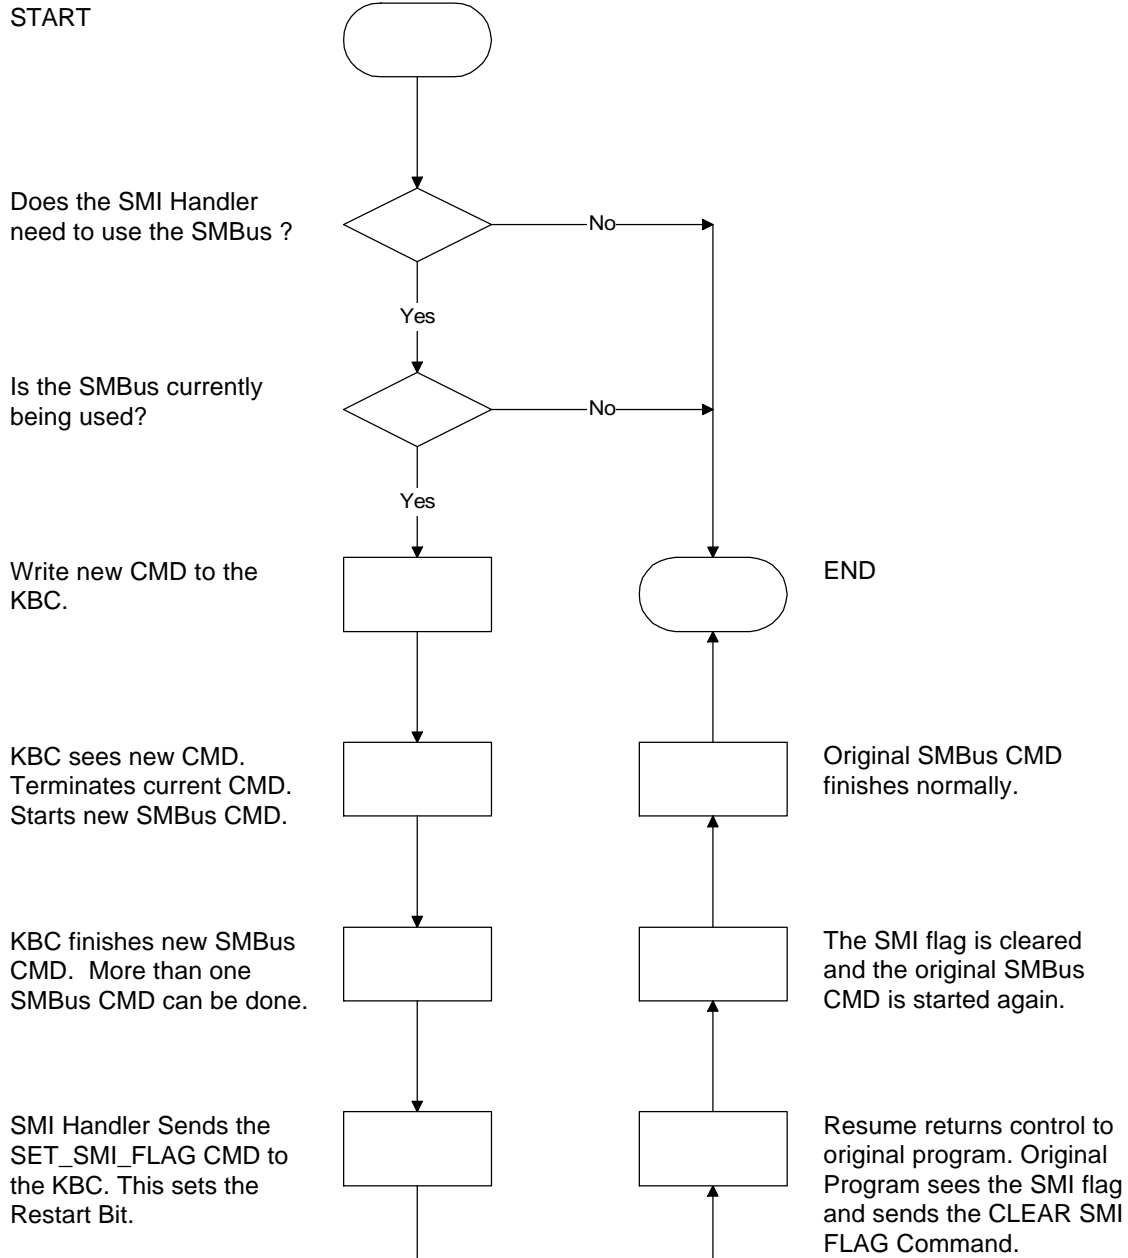 START
Does the SMI Handler
need to use the SMBus ?
No
Yes
Is the SMBus currently
being used?
No
Yes
Write new CMD to the
KBC.
END
KBC sees new CMD.
Terminates current CMD.
Starts new SMBus CMD.
Original SMBus CMD
finishes normally.
KBC finishes new SMBus
CMD.  More than one
SMBus CMD can be done.
The SMI flag is cleared
and the original SMBus
CMD is started again.
SMI Handler Sends the
SET_SMI_FLAG CMD to
the KBC. This sets the
Restart Bit.
Resume returns control to
original program. Original
Program sees the SMI flag
and sends the CLEAR SMI
FLAG Command.